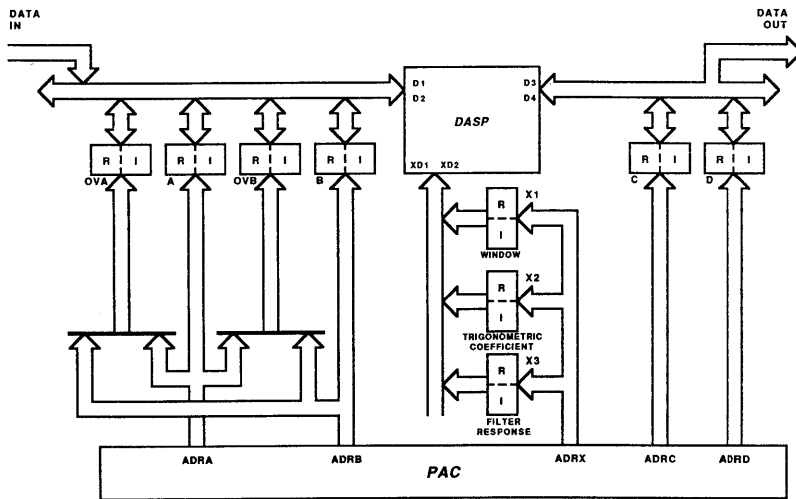 DATA
IN
DATA
OUT
D1
D2
D3
D4
DASP
XD1 XD2
R I
OVA
R I
A
R I
OVB
R I
B
R I
C
R I
D
R
I
X1
WINDOW
R
I
X2
TRIGONOMETRIC
COEFFICIENT
R
I
X3
FILTER
RESPONSE
ADRA
ADRB
ADRX
ADRC
ADRD
PAC